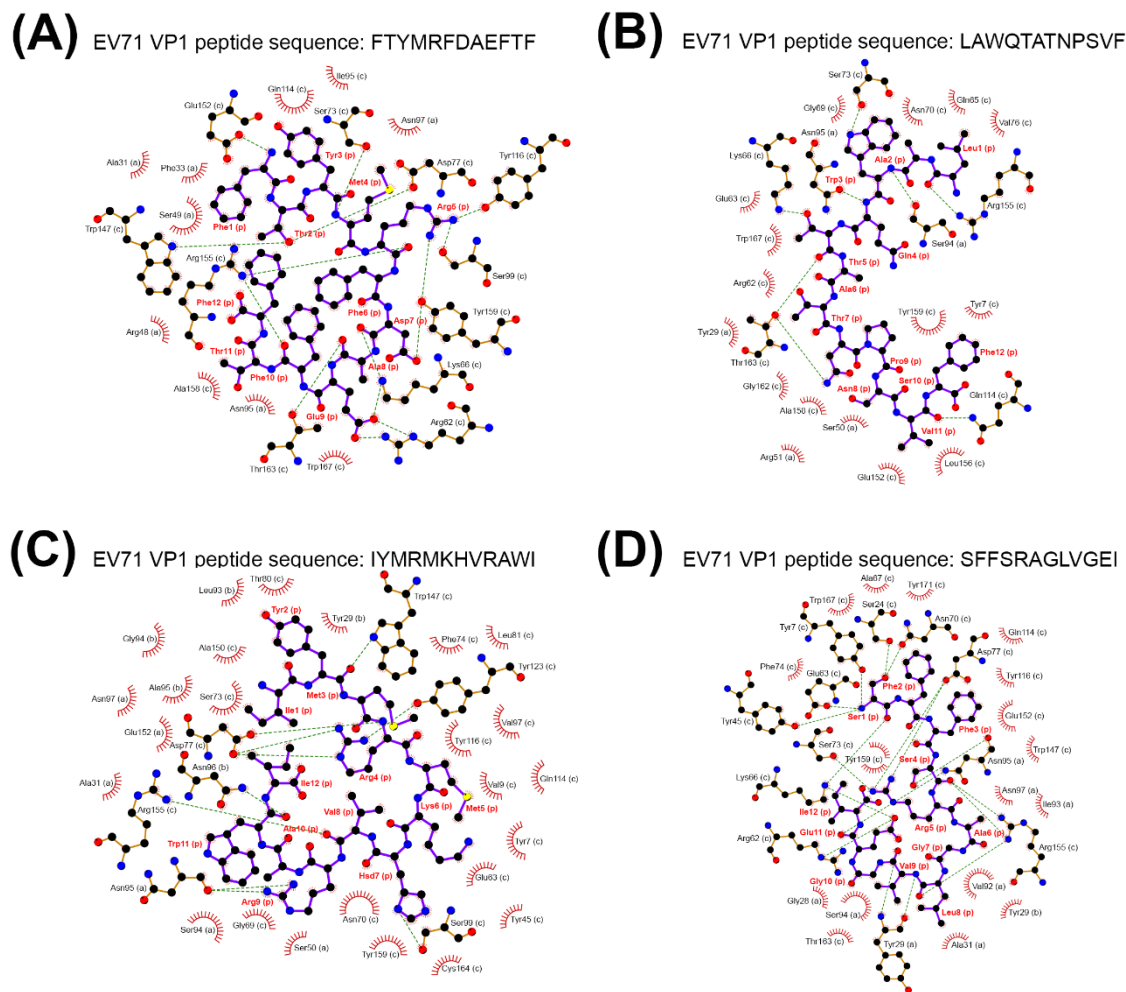 (A) EV71 VP1 peptide sequence: FTYMRFDAEFTF
Ile95 (c)
Gln114 (c)
Glu152 (c)
Ser73 (c)
Asn97 (a)
Tyr3 (p)
Asp77 (c)
Tyr116 (c)
Ala31 (a)
Phe33 (a)
Met4 (p)
Arg5 (p)
Ser49 (a)
Phe1 (p)
Thr2 (p)
Trp147 (c)
Arg155 (c)
Ser99 (c)
Phe12 (p)
Phe6 (p)
Asp7 (p)
Tyr159 (c)
Arg48 (a)
Thr11 (p)
Ala8 (p)
Lys66 (c)
Phe10 (p)
Ala158 (c)
Asn95 (a)
Glu9 (p)
Arg62 (c)
Thr163 (c)
Trp167 (c)
(B) EV71 VP1 peptide sequence: LAWQTATNPSVF
Ser73 (c)
Gly69 (c)
Asn70 (c)
Gln65 (c)
Val76 (c)
Asn95 (a)
Lys66 (c)
Leu1 (p)
Ala2 (p)
Trp3 (p)
Glu63 (c)
Arg155 (c)
Ser94 (a)
Trp167 (c)
Gln4 (p)
Thr5 (p)
Arg62 (c)
Ala6 (p)
Tyr7 (c)
Tyr159 (c)
Thr7 (p)
Tyr29 (a)
Phe12 (p)
Thr163 (c)
Pro9 (p)
Gly162 (c)
Asn8 (p)
Ser10 (p)
Gln114 (c)
Ala158 (c)
Ser50 (a)
Val11 (p)
Arg51 (a)
Leu156 (c)
Glu152 (c)
(C) EV71 VP1 peptide sequence: IYMRMKHVRAWI
Thr80 (c)
Leu93 (b)
Trp147 (c)
Tyr2 (p)
Tyr29 (b)
Gly94 (b)
Phe74 (c)
Leu81 (c)
Ala150 (c)
Tyr123 (c)
Met3 (p)
Asn97 (a)
Ala95 (b)
Ser73 (c)
Ile1 (p)
Val97 (c)
Glu152 (a)
Tyr116 (c)
Asp77 (c)
Asn96 (b)
Arg4 (p)
Ala31 (a)
Ile12 (p)
Val9 (c)
Gln114 (c)
Arg155 (c)
Val8 (p)
Lys6 (p)
Met5 (p)
Ala10 (p)
Trp11 (p)
Tyr7 (c)
Hsd7 (p)
Glu63 (c)
Asn95 (a)
Arg9 (p)
Asn70 (c)
Ser99 (c)
Tyr45 (c)
Ser94 (a)
Gly69 (c)
Ser50 (a)
Tyr159 (c)
Cys164 (c)
(D) EV71 VP1 peptide sequence: SFFSRAGLVGEI
Ala67 (c)
Tyr171 (c)
Trp167 (c)
Ser24 (c)
Asn70 (c)
Tyr7 (c)
Gln114 (c)
Asp77 (c)
Phe74 (c)
Glu63 (c)
Phe2 (p)
Tyr116 (c)
Tyr45 (c)
Ser1 (p)
Glu152 (c)
Phe3 (p)
Ser73 (c)
Tyr159 (c)
Ser4 (p)
Trp147 (c)
Asn95 (a)
Lys66 (c)
Asn97 (a)
Ile93 (a)
Ile12 (p)
Arg5 (p)
Glu11 (p)
Ala6 (p)
Arg62 (c)
Gly7 (p)
Arg155 (c)
Val9 (p)
Gly10 (p)
Val92 (a)
Gly28 (a)
Ser94 (a)
Leu8 (p)
Tyr29 (b)
Thr163 (c)
Tyr29 (a)
Ala31 (a)